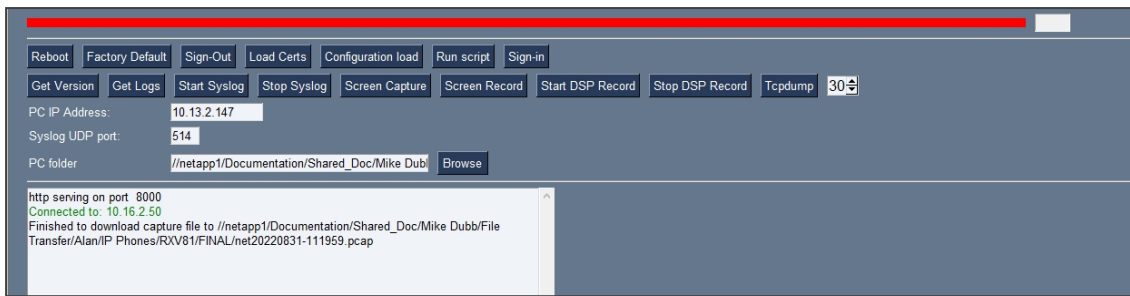 Reboot Factory Default Sign-Out Load Certs Configuration load Run script Sign-in
Get Version Get Logs Start Syslog Stop Syslog Screen Capture Screen Record Start DSP Record Stop DSP Record Tcpdump 30
PC IP Address: 10.13.2.147
Syslog UDP port: 514
PC folder //netapp1/Documentation/Shared_Doc/Mike Dubl Browse
http serving on port 8000
Connected to: 10.16.2.50
Finished to download capture file to //netapp1/Documentation/Shared_Doc/Mike Dubb/File
Transfer/Alan/IP Phones/RXV81/FINAL/net20220831-111959.pcap